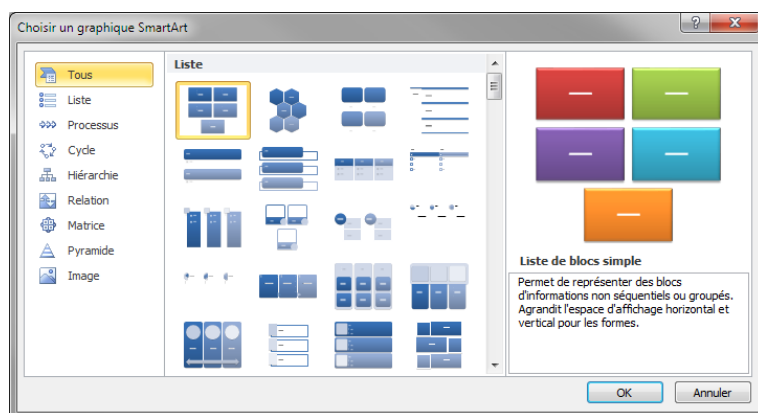 Choisir un graphique SmartArt
Tous
Liste
Processus
Cycle
Hiérarchie
Relation
Matrice
Pyramide
Image
Liste
Liste de blocs simple
Permet de représenter des blocs
d'informations non séquentiels ou groupés.
Agrandit l'espace d'affichage horizontal et
vertical pour les formes.
OK
Annuler